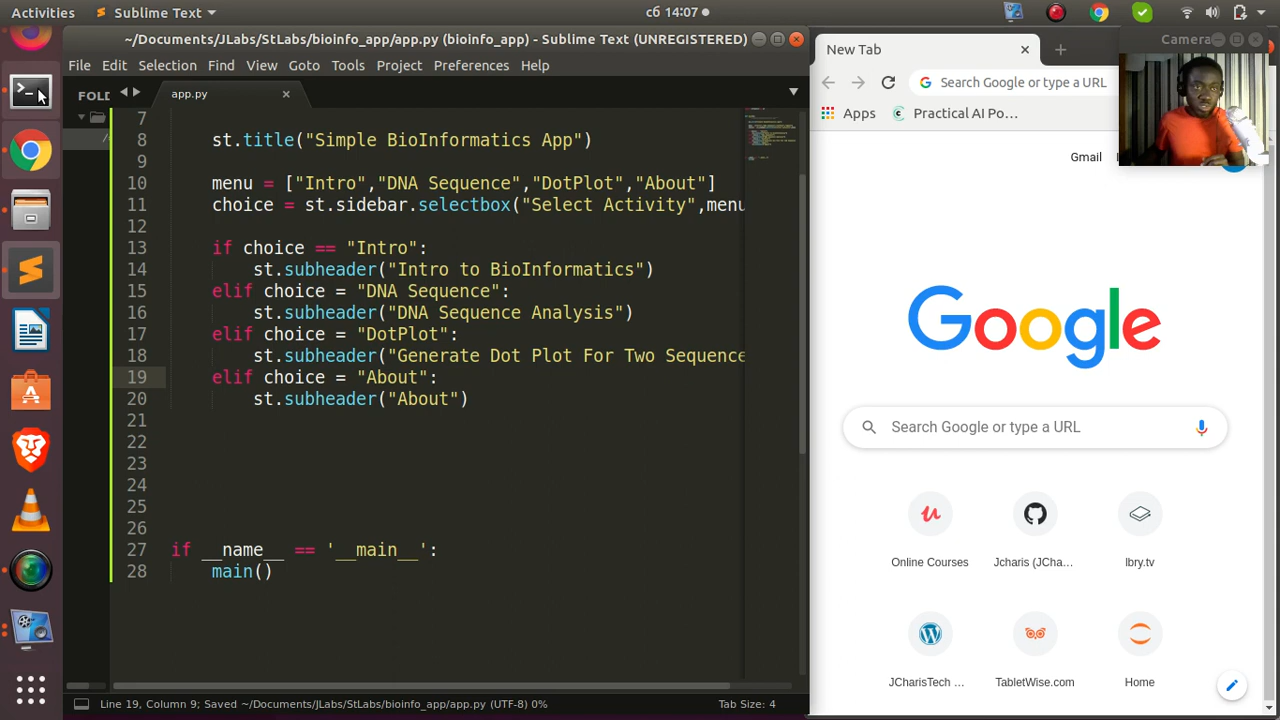 Activities
Sublime Text
сб 14:07
~/Documents/JLabs/StLabs/bioinfo_app/app.py (bioinfo_app) - Sublime Text (UNREGISTERED)
File Edit Selection Find View Goto Tools Project Preferences Help
FOLD
app.py
7
8 st.title("Simple BioInformatics App")
9
10 menu = ["Intro","DNA Sequence","DotPlot","About"]
11 choice = st.sidebar.selectbox("Select Activity",menu
12
13 if choice == "Intro":
14 st.subheader("Intro to BioInformatics")
15 elif choice = "DNA Sequence":
16 st.subheader("DNA Sequence Analysis")
17 elif choice = "DotPlot":
18 st.subheader("Generate Dot Plot For Two Sequence
19 elif choice = "About":
20 st.subheader("About")
21
22
23
24
25
26
27 if __name__ == '__main__':
28 main()
Line 19, Column 9; Saved ~/Documents/JLabs/StLabs/bioinfo_app/app.py (UTF-8) 0%
Tab Size: 4
New Tab
Camera
Search Google or type a URL
Apps
Practical AI Po...
Gmail
Google
Search Google or type a URL
Online Courses
Jcharis (JCha...
lbry.tv
JCharisTech ...
TabletWise.com
Home